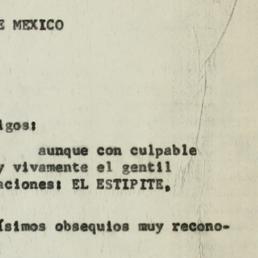 E MEXICO
igos:
aunque con culpable
y vivamente el gentil
aciones: EL ESTIPITE,
ísimos obsequios muy recono-